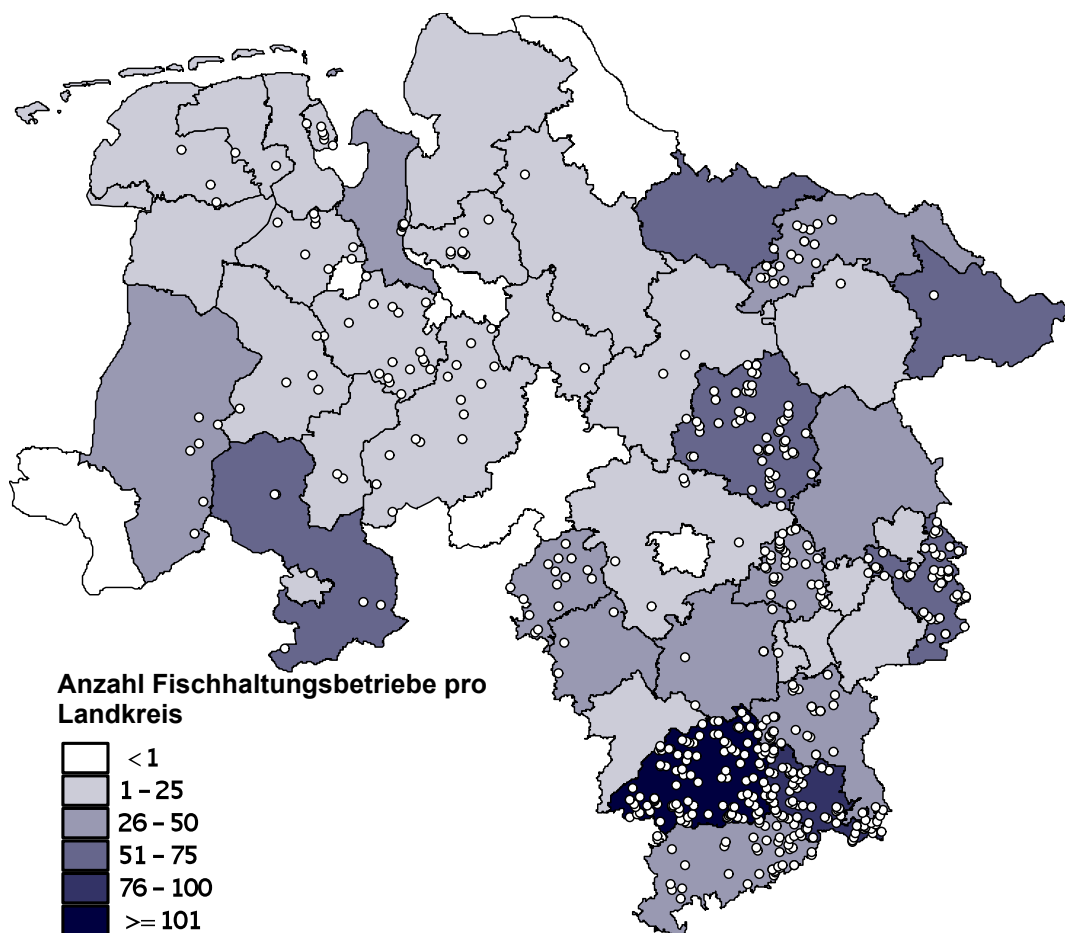 Anzahl Fischhaltungsbetriebe pro
Landkreis
< 1
1 – 25
26 – 50
51 – 75
76 – 100
>= 101